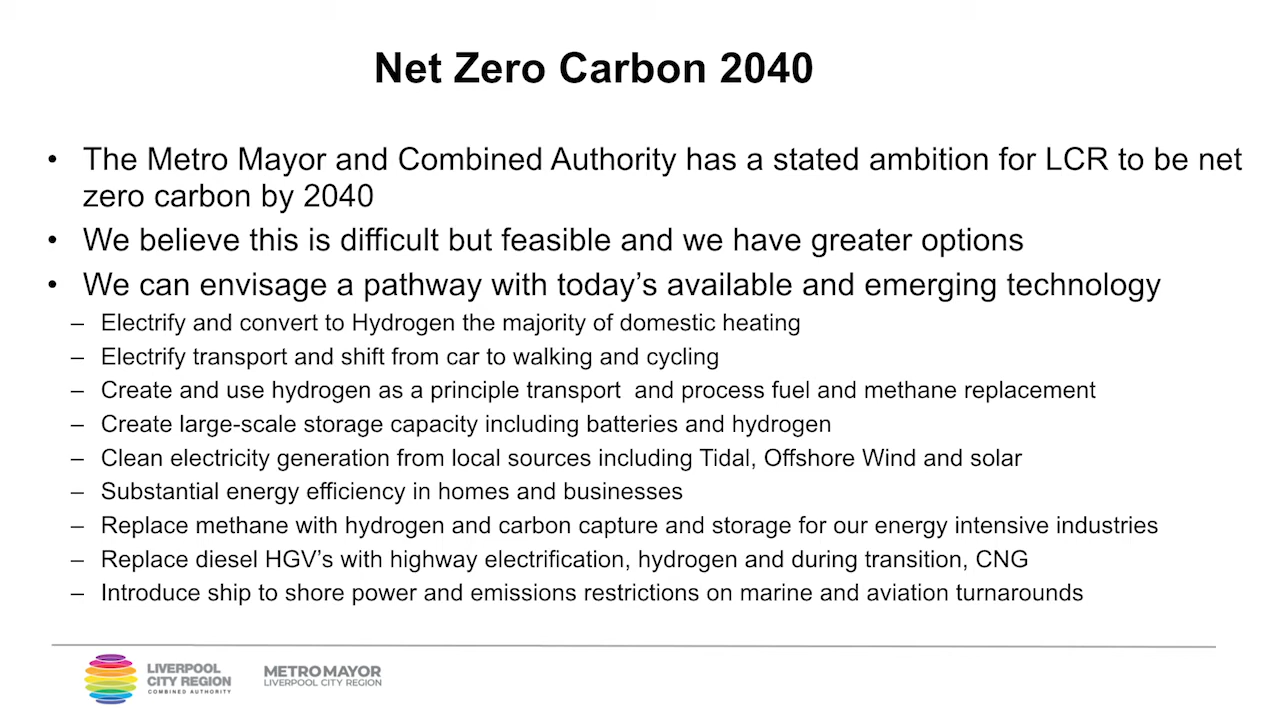 Net Zero Carbon 2040
• The Metro Mayor and Combined Authority has a stated ambition for LCR to be net
zero carbon by 2040
• We believe this is difficult but feasible and we have greater options
• We can envisage a pathway with today’s available and emerging technology
– Electrify and convert to Hydrogen the majority of domestic heating
– Electrify transport and shift from car to walking and cycling
– Create and use hydrogen as a principle transport  and process fuel and methane replacement
– Create large-scale storage capacity including batteries and hydrogen
– Clean electricity generation from local sources including Tidal, Offshore Wind and solar
– Substantial energy efficiency in homes and businesses
– Replace methane with hydrogen and carbon capture and storage for our energy intensive industries
– Replace diesel HGV’s with highway electrification, hydrogen and during transition, CNG
– Introduce ship to shore power and emissions restrictions on marine and aviation turnarounds
LIVERPOOL
CITY REGION
COMBINED AUTHORITY
METRO MAYOR
LIVERPOOL CITY REGION